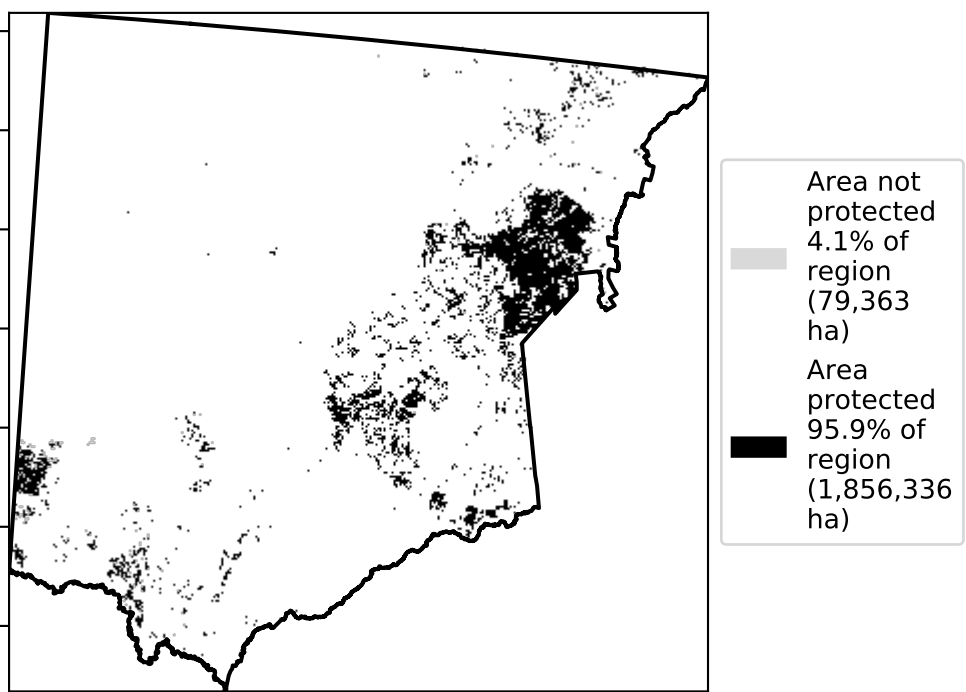 Area not
protected
4.1% of
region
(79,363
ha)
Area
protected
95.9% of
region
(1,856,336
ha)